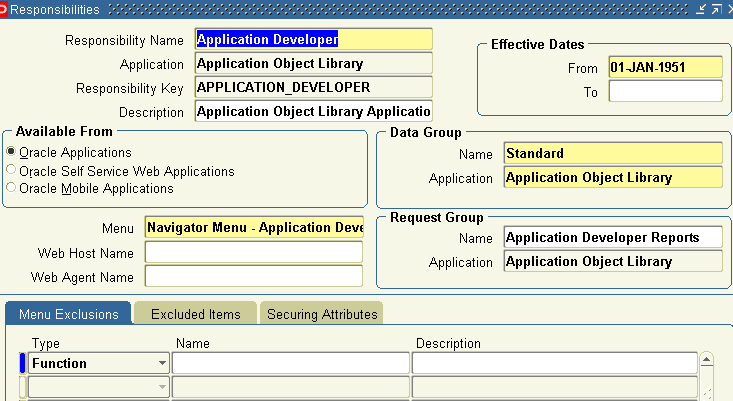 Responsibilities
Responsibility Name Application Developer
Application Application Object Library
Responsibility Key APPLICATION_DEVELOPER
Description Application Object Library Applicatio
Effective Dates
From 01-JAN-1951
To
Available From
Oracle Applications
Oracle Self Service Web Applications
Oracle Mobile Applications
Data Group
Name Standard
Application Application Object Library
Menu Navigator Menu - Application Deve
Web Host Name
Web Agent Name
Request Group
Name Application Developer Reports
Application Application Object Library
Menu Exclusions Excluded Items Securing Attributes
Type Name Description
Function